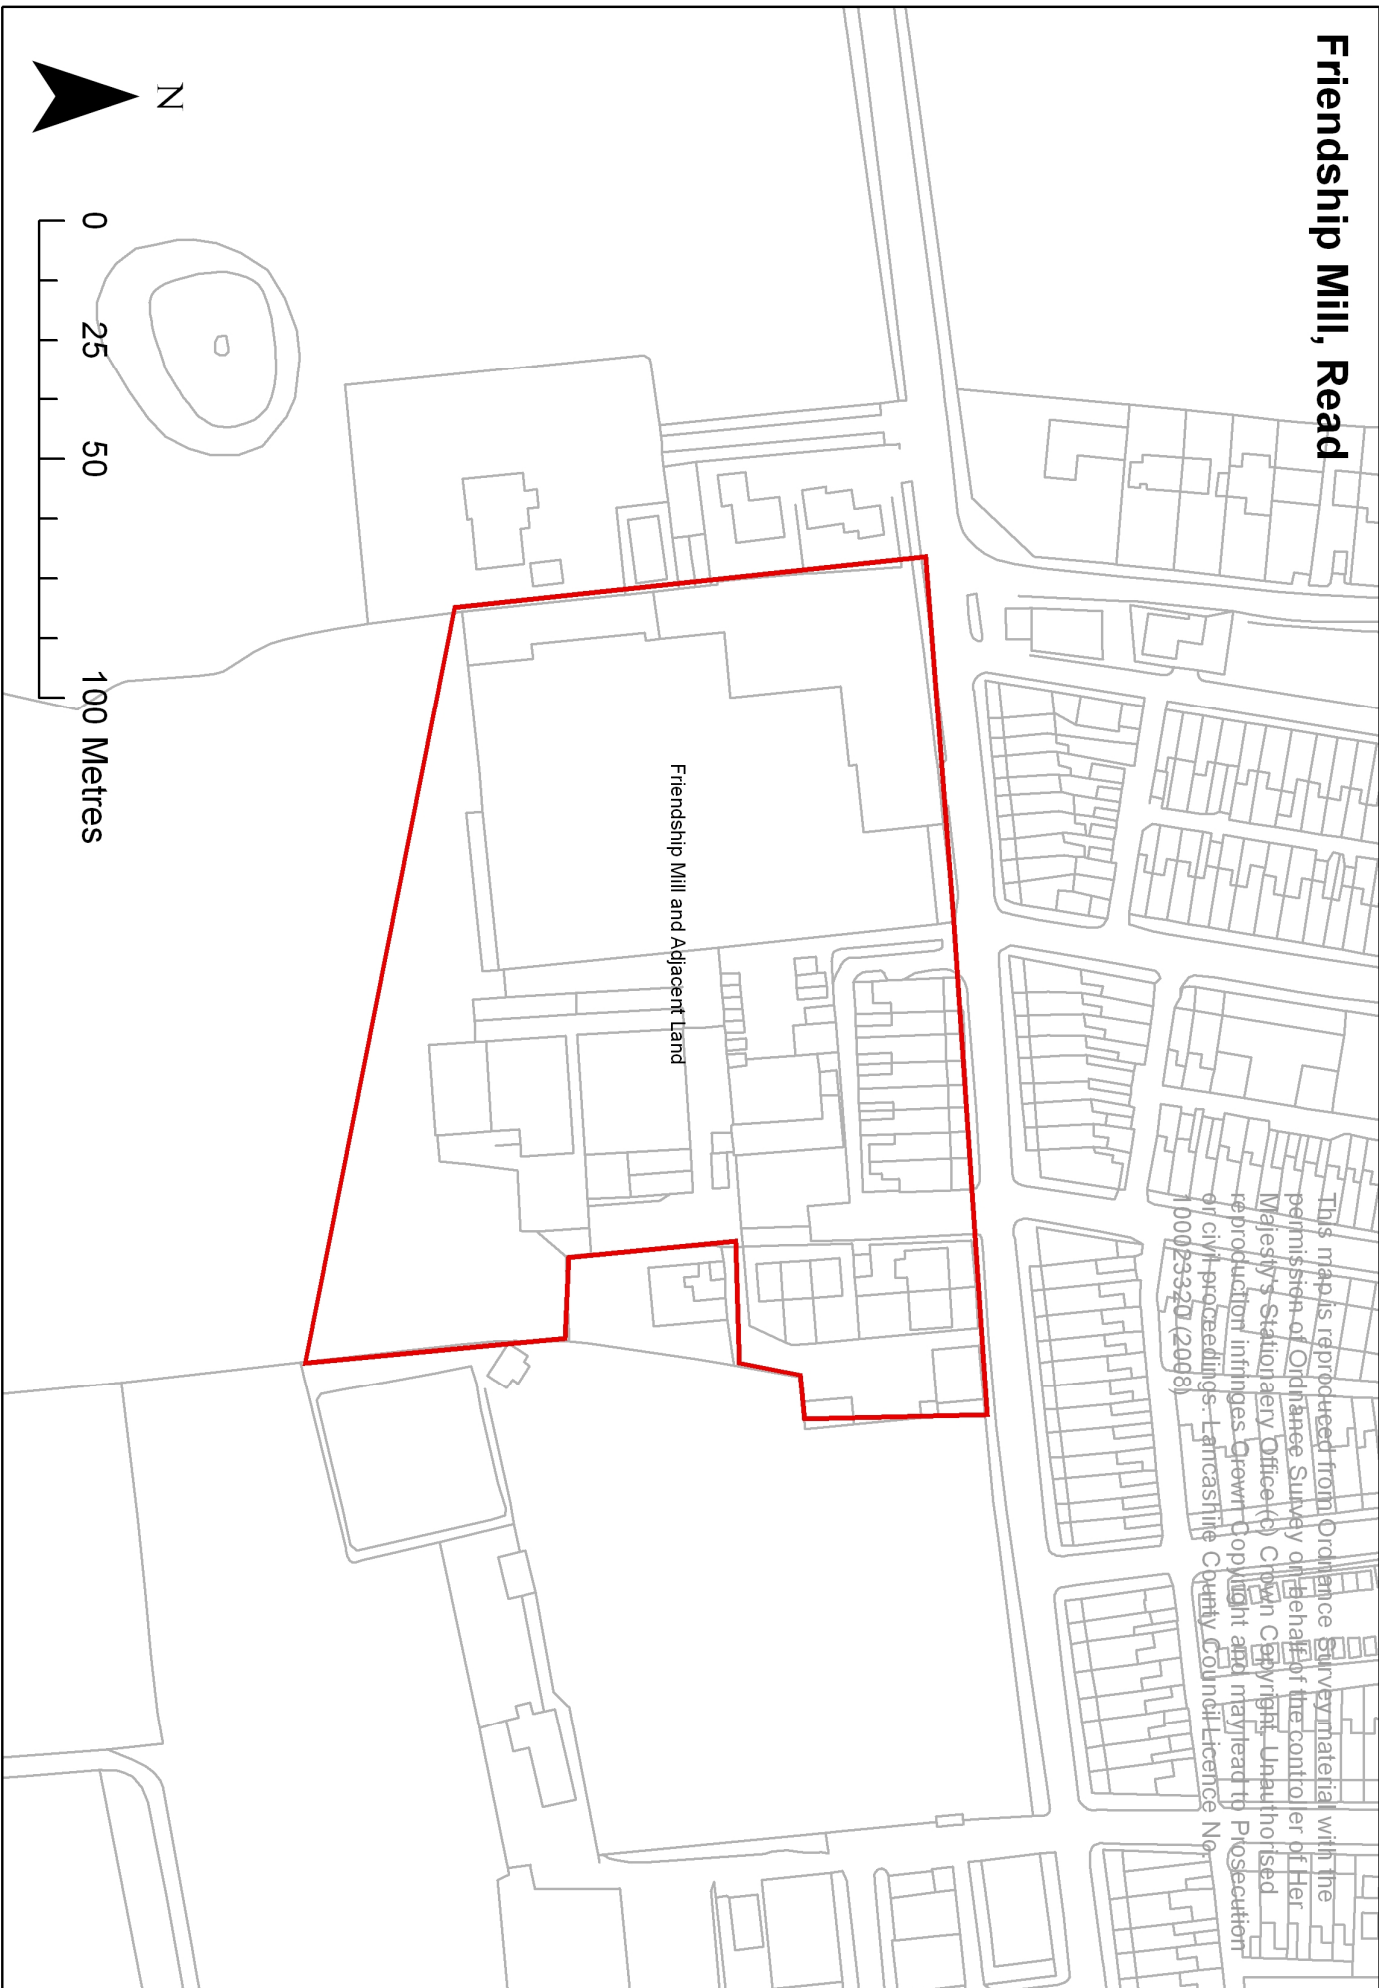 Friendship Mill, Read
This map is reproduced from Ordnance Survey material with the
permission of Ordnance Survey on behalf of the controler of Her
Majesty's Stationaery Office (c) Crown Copyright. Unauthorised
reproduction infringes Crown Copyright and may lead to Prosecution
or civil proceedings. Lancashire County Council Licence No.
100023320 (2008)
Friendship Mill and Adjacent Land
N
0 25 50 100 Metres